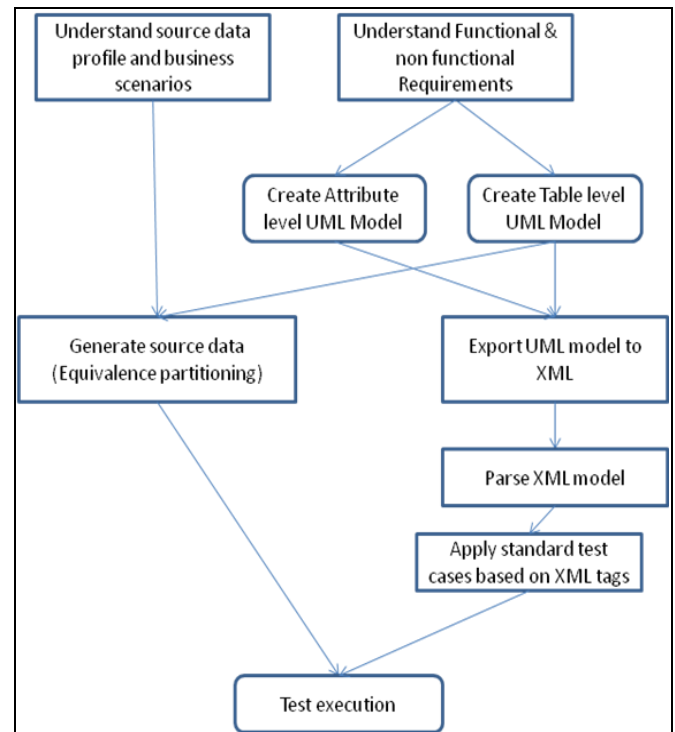 Understand source data
profile and business
scenarios
Understand Functional &
non functional
Requirements
Create Attribute
level UML Model
Create Table level
UML Model
Generate source data
(Equivalence partitioning)
Export UML model to
XML
Parse XML model
Apply standard test
cases based on XML tags
Test execution